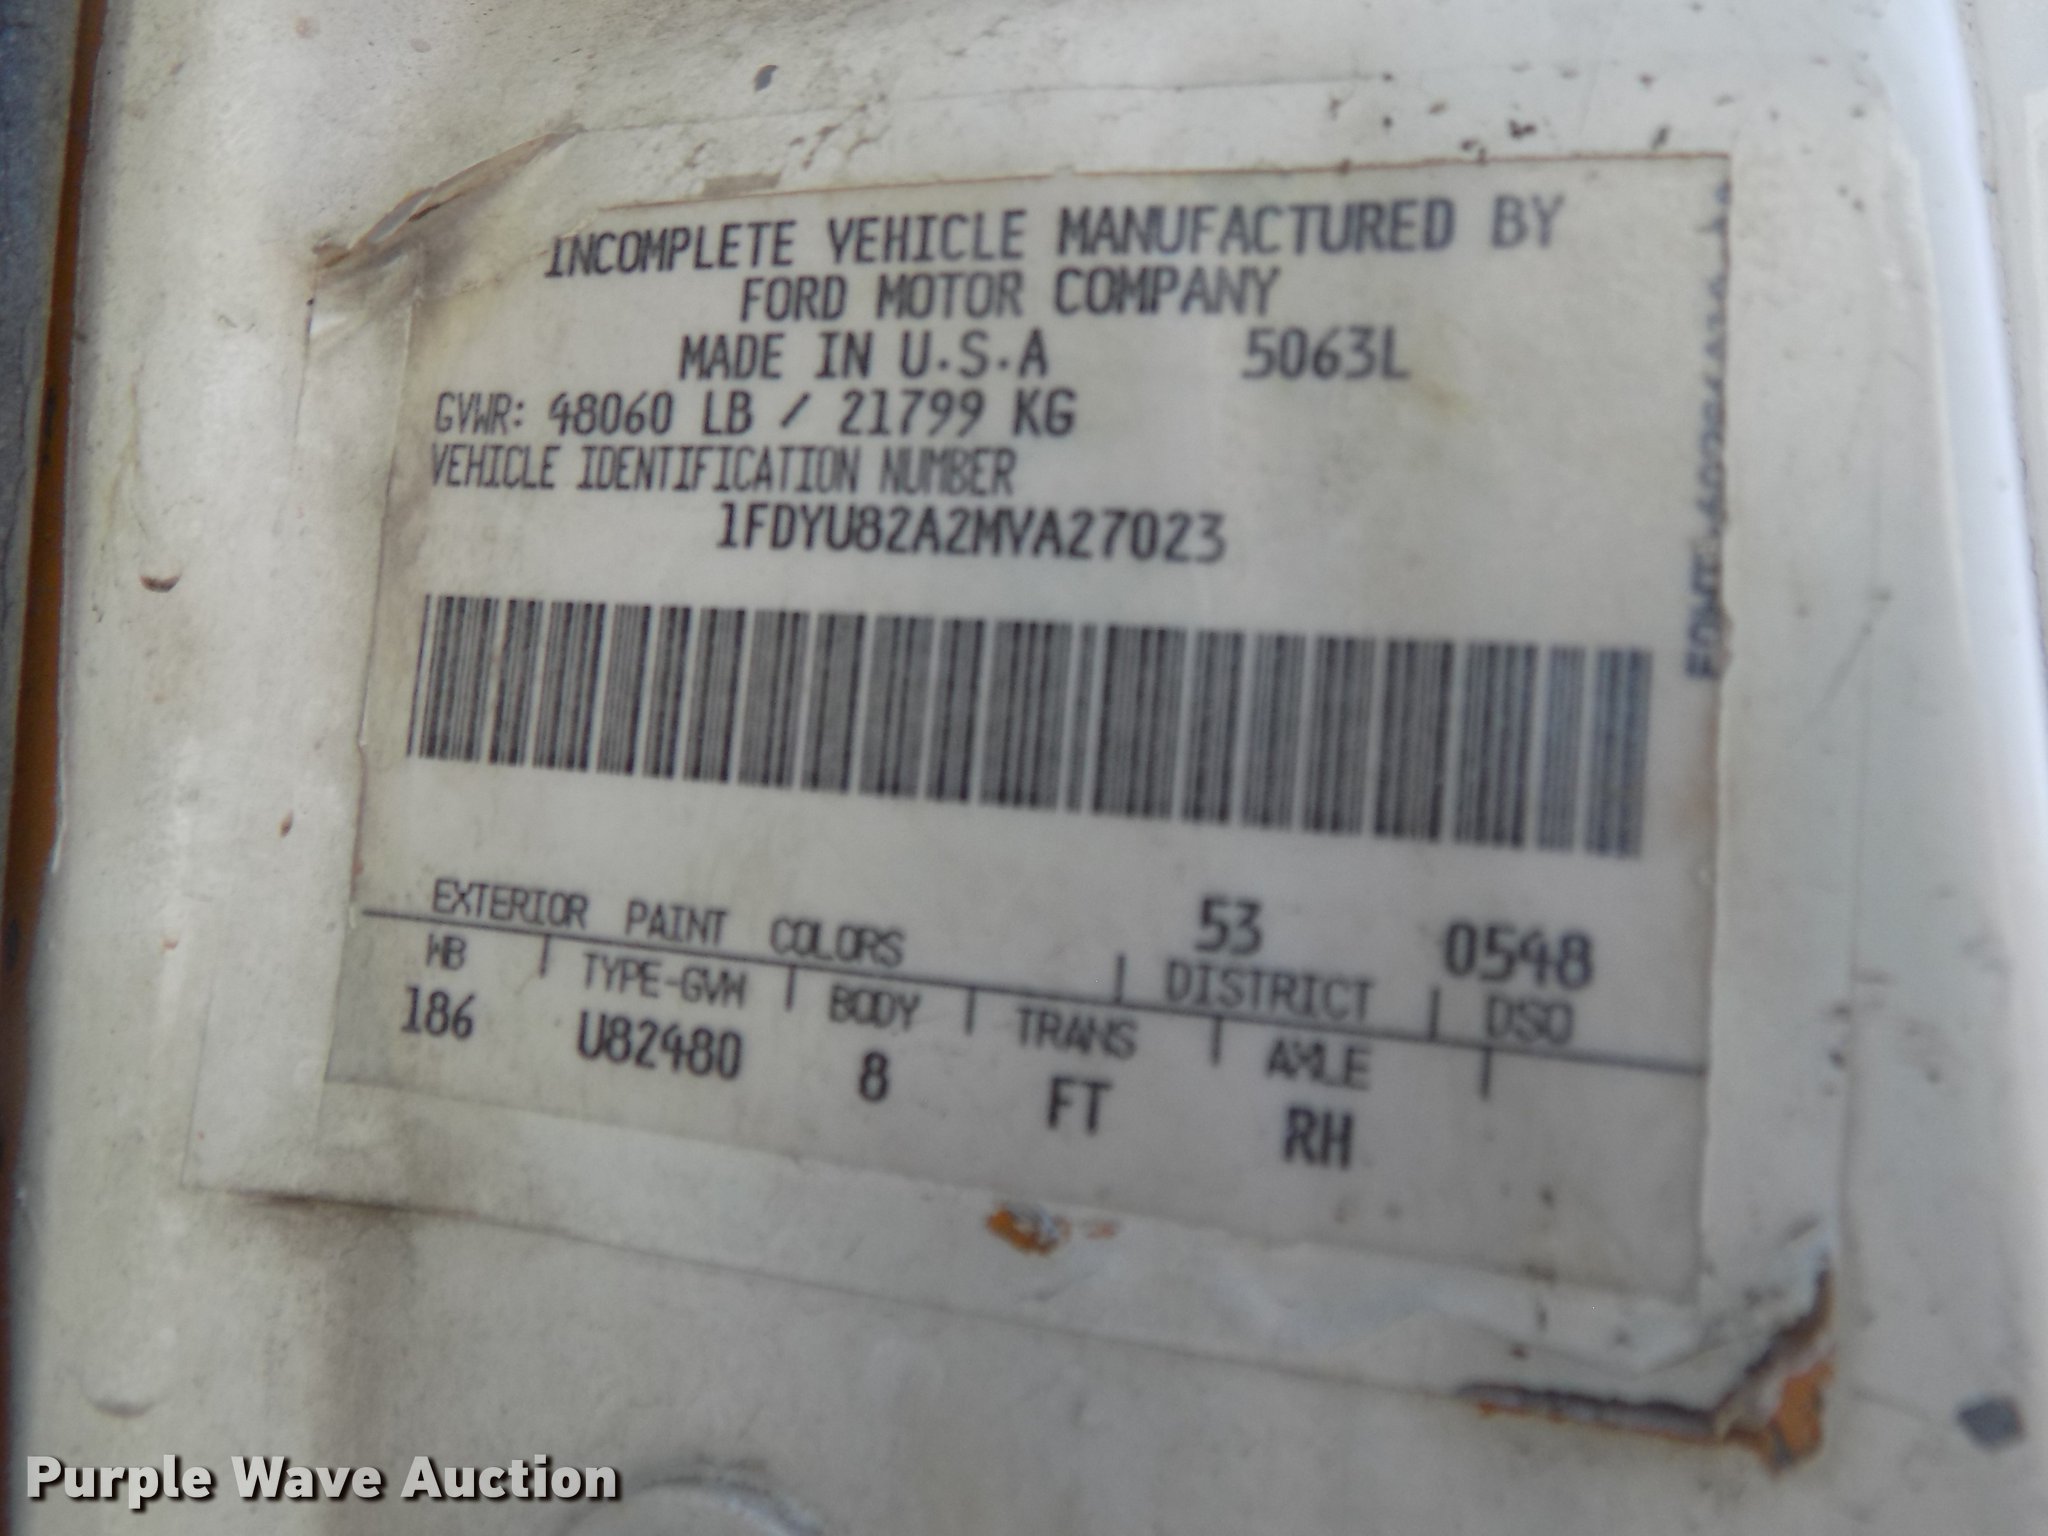 INCOMPLETE VEHICLE MANUFACTURED BY
FORD MOTOR COMPANY
MADE IN U.S.A 5063L
GVWR: 48060 LB / 21799 KG
VEHICLE IDENTIFICATION NUMBER
1FDYU82A2MVA27023
EXTERIOR PAINT COLORS 53 0548
WB TYPE-GVW BODY TRANS DISTRICT AXLE DSO
186 U82480 8 FT RH
Purple Wave Auction